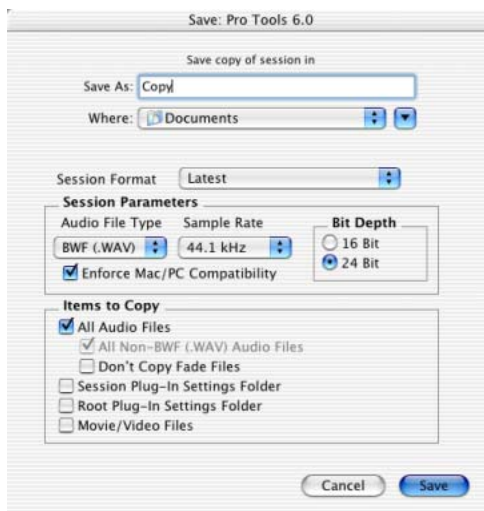 Save: Pro Tools 6.0
Save copy of session in
Save As: Copy
Where: Documents
Session Format Latest
Session Parameters
Audio File Type Sample Rate Bit Depth
BWF (.WAV) 44.1 kHz 16 Bit
24 Bit
Enforce Mac/PC Compatibility
Items to Copy
All Audio Files
All Non-BWF (.WAV) Audio Files
Don't Copy Fade Files
Session Plug-In Settings Folder
Root Plug-In Settings Folder
Movie/Video Files
Cancel Save